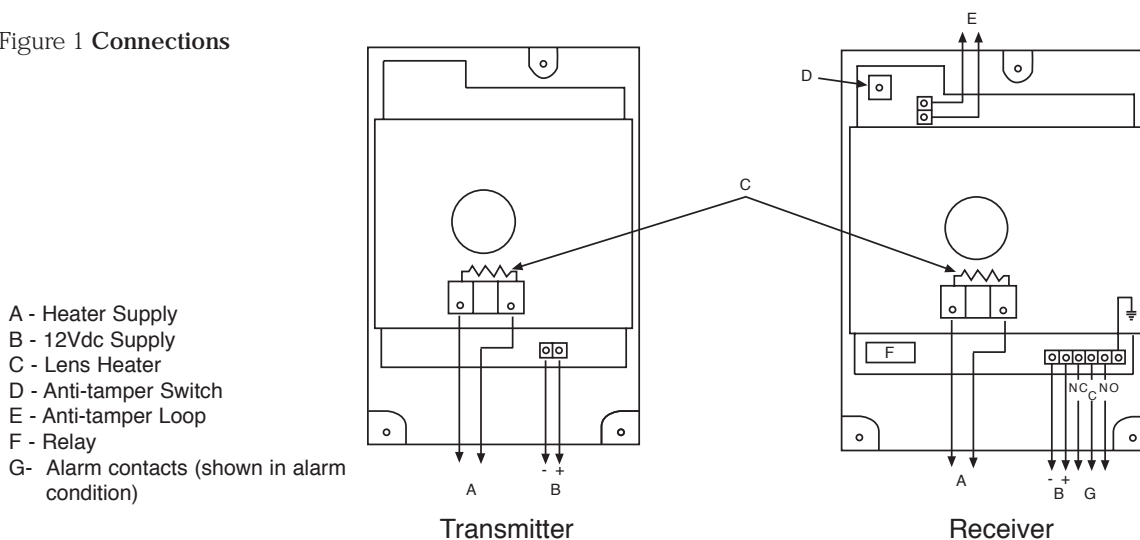 Figure 1 Connections
E
D
C
A - Heater Supply
B - 12Vdc Supply
C - Lens Heater
D - Anti-tamper Switch
E - Anti-tamper Loop
F - Relay
G- Alarm contacts (shown in alarm
condition)
F
NC C NO
- +
A
B
- +
A
B
G
Transmitter
Receiver